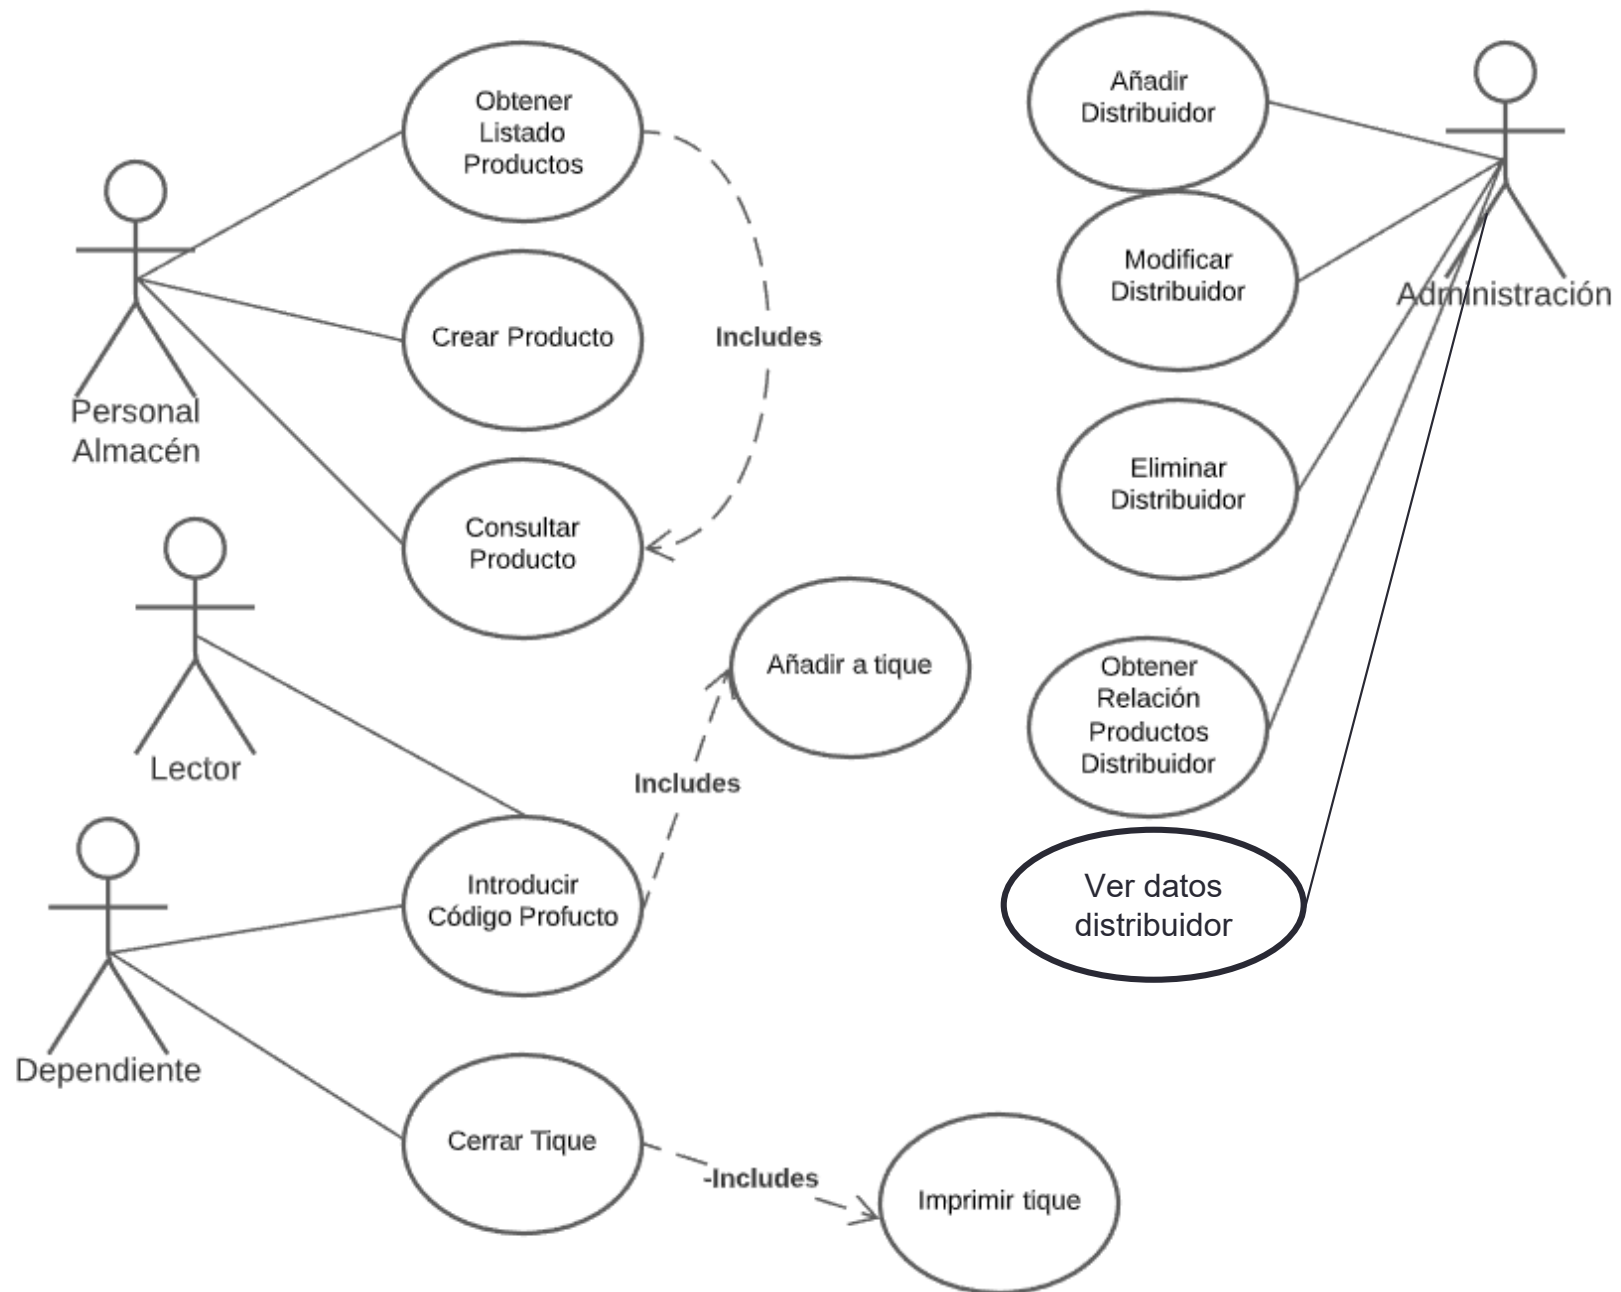 Obtener
Listado
Productos
Crear Producto
Includes
Personal
Almacén
Consultar
Producto
Lector
Añadir a tique
Includes
Introducir
Código Profucto
Dependiente
Cerrar Tique
-Includes
Imprimir tique
Añadir
Distribuidor
Modificar
Distribuidor
Administración
Eliminar
Distribuidor
Obtener
Relación
Productos
Distribuidor
Ver datos
distribuidor